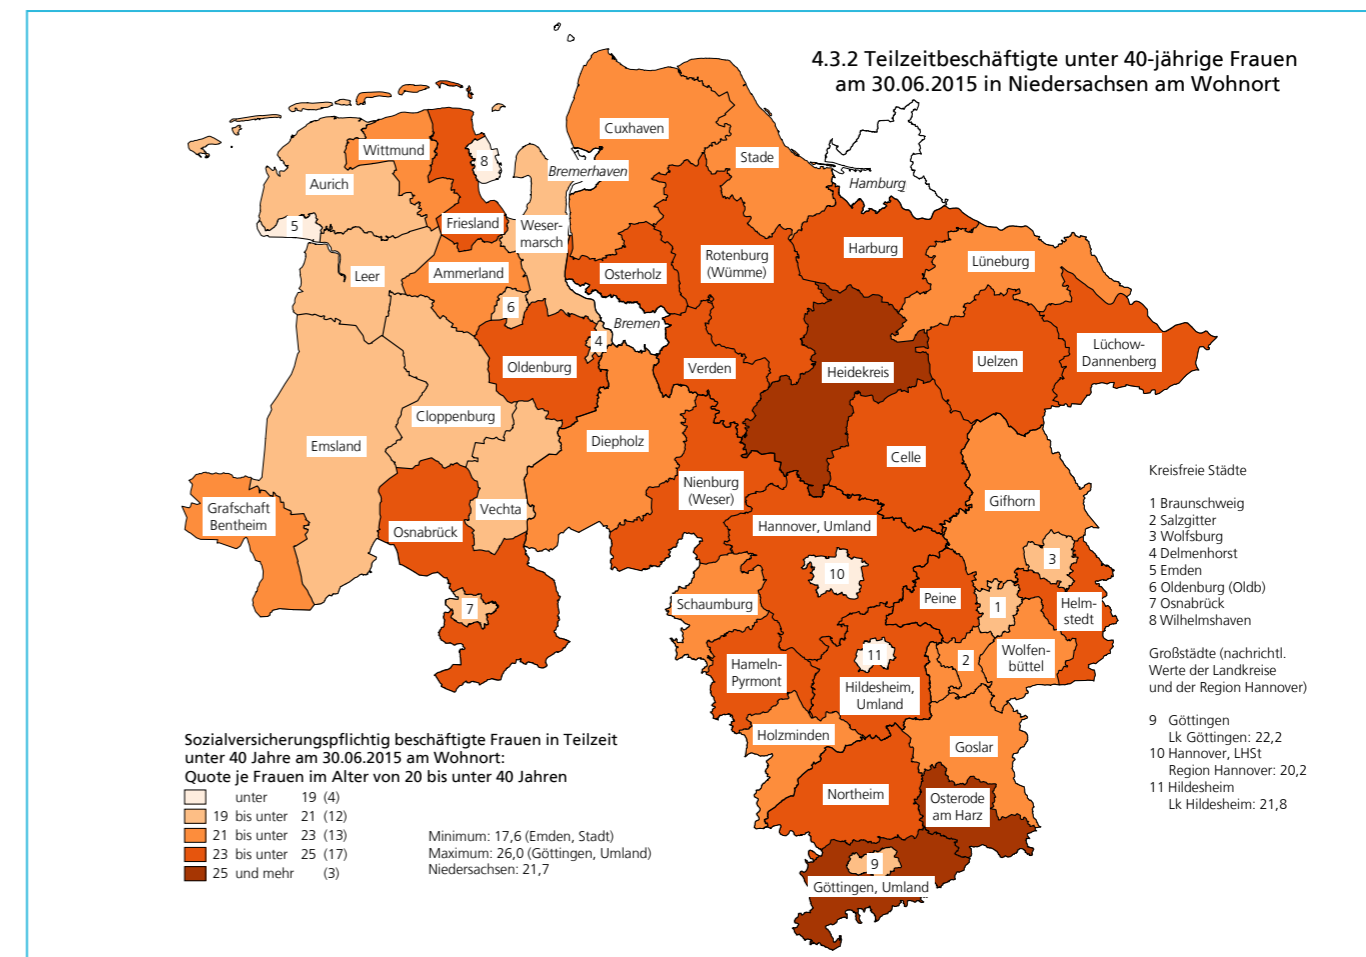 4.3.2 Teilzeitbeschäftigte unter 40-jährige Frauen
am 30.06.2015 in Niedersachsen am Wohnort
Cuxhaven
Wittmund
Stade
8
Bremerhaven
Aurich
Hamburg
5
Friesland
Weser-
marsch
Harburg
Rotenburg
(Wümme)
Lüneburg
Leer
Ammerland
Osterholz
6
Bremen
4
Oldenburg
Verden
Heidekreis
Uelzen
Lüchow-
Dannenberg
Cloppenburg
Emsland
Diepholz
Celle
Nienburg
(Weser)
Gifhorn
Grafschaft
Bentheim
Vechta
Osnabrück
Hannover, Umland
3
10
Peine
Schaumburg
1
Helm-
stedt
7
11
2
Wolfen-
büttel
Hameln-
Pyrmont
Hildesheim,
Umland
Holzminden
Goslar
Northeim
Osterode
am Harz
9
Göttingen, Umland
Kreisfreie Städte
1 Braunschweig
2 Salzgitter
3 Wolfsburg
4 Delmenhorst
5 Emden
6 Oldenburg (Oldb)
7 Osnabrück
8 Wilhelmshaven
Großstädte (nachrichtl.
Werte der Landkreise
und der Region Hannover)
9 Göttingen
Lk Göttingen: 22,2
10 Hannover, LHSt
Region Hannover: 20,2
11 Hildesheim
Lk Hildesheim: 21,8
Sozialversicherungspflichtig beschäftigte Frauen in Teilzeit
unter 40 Jahre am 30.06.2015 am Wohnort:
Quote je Frauen im Alter von 20 bis unter 40 Jahren
unter 19 (4)
19 bis unter 21 (12)
21 bis unter 23 (13)
23 bis unter 25 (17)
25 und mehr (3)
Minimum: 17,6 (Emden, Stadt)
Maximum: 26,0 (Göttingen, Umland)
Niedersachsen: 21,7